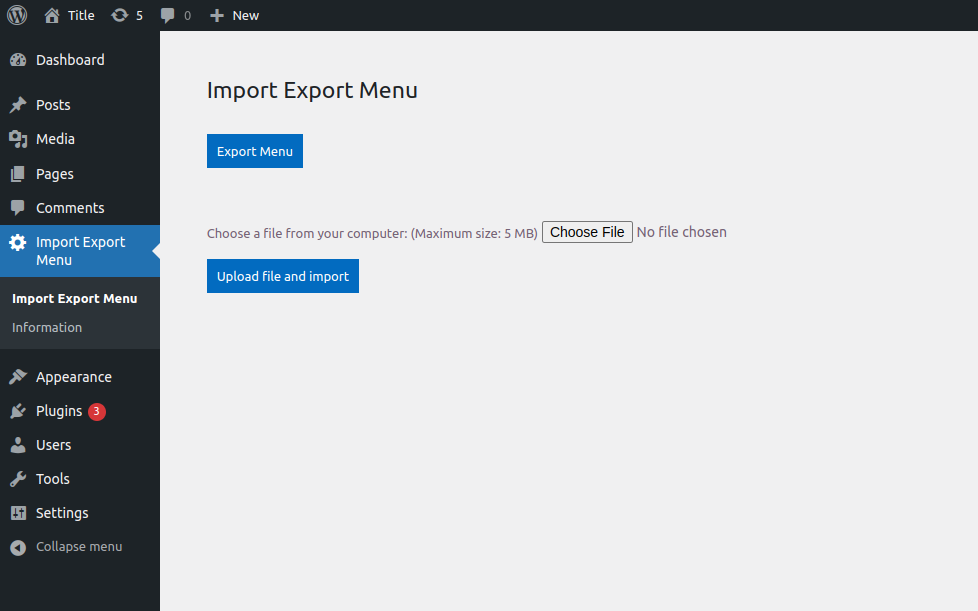 Title 5 0 New
Dashboard
Posts
Media
Pages
Comments
Import Export
Menu
Import Export Menu
Information
Appearance
Plugins 3
Users
Tools
Settings
Collapse menu
Import Export Menu
Export Menu
Choose a file from your computer: (Maximum size: 5 MB) Choose File No file chosen
Upload file and import